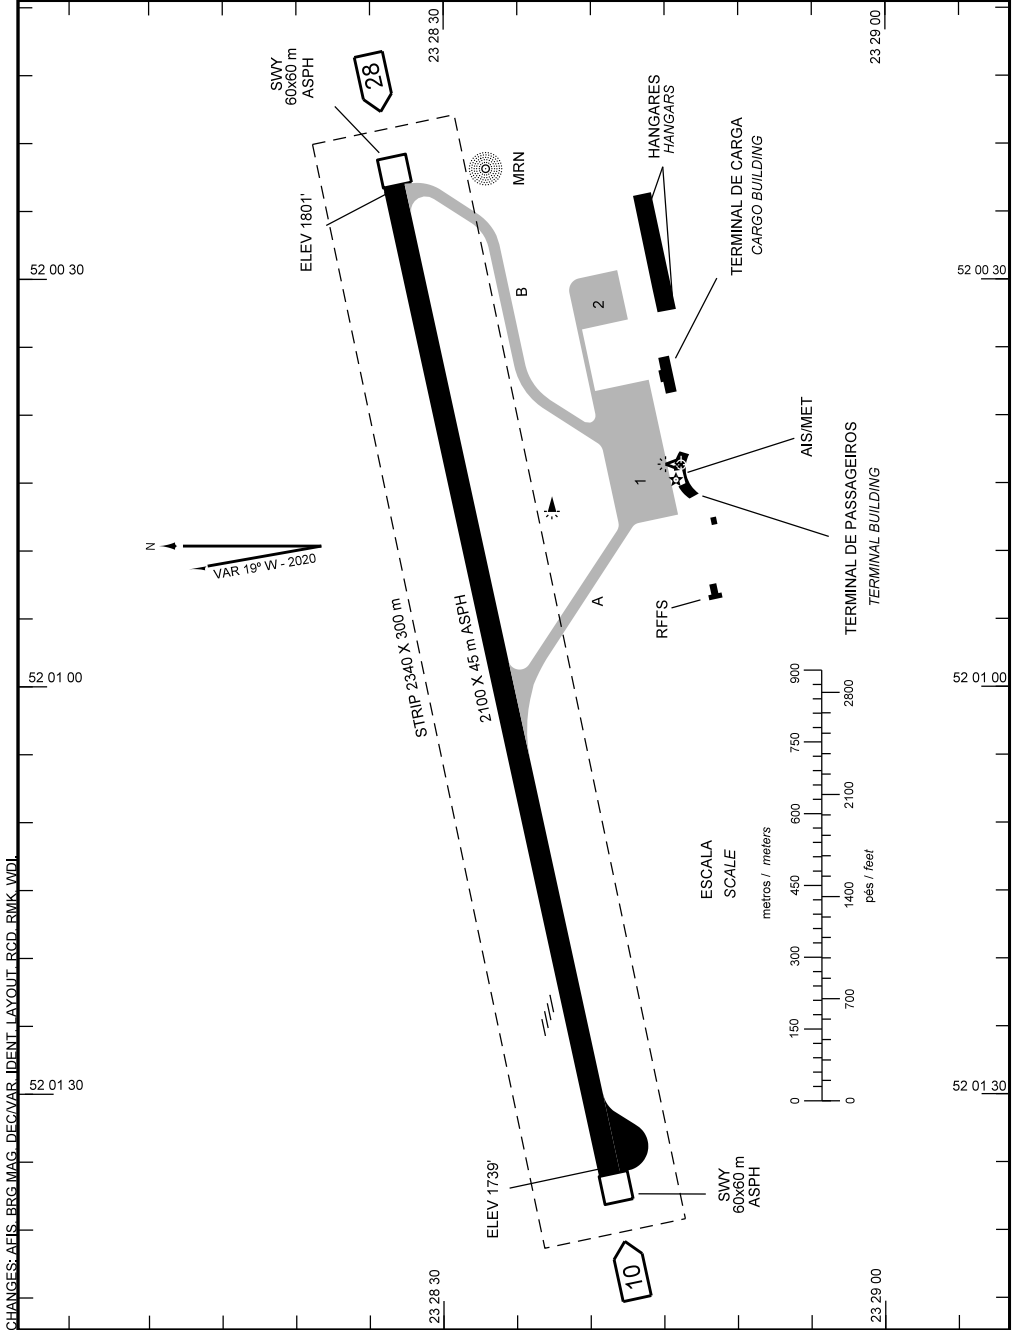 CHANGES: AFIS. BRG MAG. DEC/VAR. IDENT. LAYOUT. RCD. RMK. WDI.
23 28 30
23 29 00
52 00 30
52 00 30
52 01 00
52 01 00
52 01 30
52 01 30
23 28 30
23 29 00
SWY
60x60 m
ASPH
28
ELEV 1801'
MRN
HANGARES
HANGARS
TERMINAL DE CARGA
CARGO BUILDING
B
2
1
AIS/MET
TERMINAL DE PASSAGEIROS
TERMINAL BUILDING
N
VAR 19º W - 2020
A
RFFS
STRIP 2340 X 300 m
2100 X 45 m ASPH
ESCALA
SCALE
metros / meters
0 150 300 450 600 750 900
0 700 1400 2100 2800
pés / feet
ELEV 1739'
SWY
60x60 m
ASPH
10